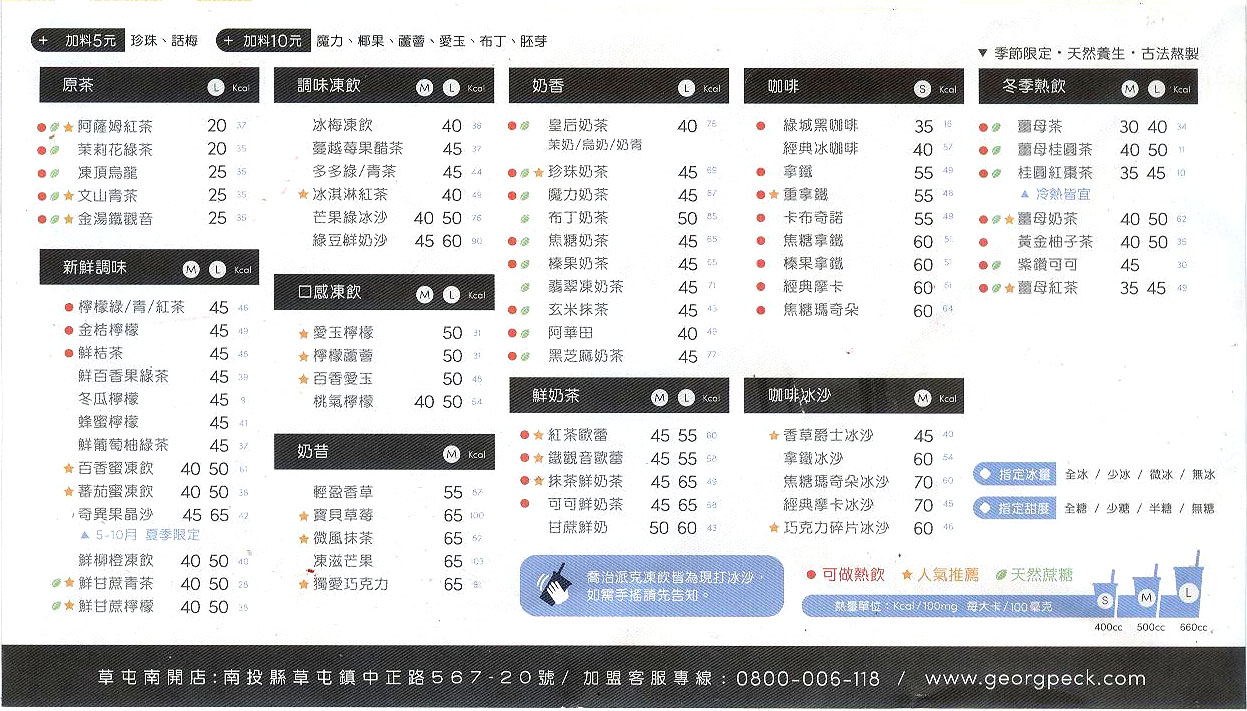 + 加料5元 珍珠、話梅 + 加料10元 魔力、椰果、蘆薈、愛玉、布丁、胚芽
原茶 L Kcal
阿薩姆紅茶 20 37
茉莉花綠茶 20 35
凍頂烏龍 25 35
文山青茶 25 35
金湯鐵觀音 25 35
新鮮調味 M L Kcal
檸檬綠/青/紅茶 45 46
金桔檸檬 45 49
鮮桔茶 45 46
鮮百香果綠茶 45 39
冬瓜檸檬 45 9
蜂蜜檸檬 45 41
鮮葡萄柚綠茶 45 37
百香蜜凍飲 40 50 61
蕃茄蜜凍飲 40 50 38
奇異果晶沙 45 65 42
▲ 5-10月 夏季限定
鮮柳橙凍飲 40 50 40
鮮甘蔗青茶 40 50 28
鮮甘蔗檸檬 40 50 38
調味凍飲 M L Kcal
冰梅凍飲 40 38
蔓越莓果醋茶 45 37
多多綠/青茶 45 44
冰淇淋紅茶 40 49
芒果綠冰沙 40 50 76
綠豆鮮奶沙 45 60 90
口感凍飲 M L Kcal
愛玉檸檬 50 31
檸檬蘆薈 50 31
百香愛玉 50 45
桃氣檸檬 40 50 64
奶昔 M Kcal
輕盈香草 55 87
寶貝草莓 65 100
微風抹茶 65 62
凍滋芒果 65 103
獨愛巧克力 65
奶香 L Kcal
皇后奶茶 40 75
茉奶/烏奶/奶青
珍珠奶茶 45 69
魔力奶茶 45 57
布丁奶茶 50 85
焦糖奶茶 45 65
榛果奶茶 45 65
翡翠凍奶茶 45 71
玄米抹茶 45 43
阿華田 40 49
黑芝麻奶茶 45 77
鮮奶茶 M L Kcal
紅茶歐蕾 45 55 60
鐵觀音歐蕾 45 55 58
抹茶鮮奶茶 45 65 49
可可鮮奶茶 45 65 68
甘蔗鮮奶 50 60 43
喬治派克凍飲皆為現打冰沙，
如需手搖請先告知。
咖啡 S Kcal
綠城黑咖啡 35 16
經典冰咖啡 40 57
拿鐵 55 49
重拿鐵 55 48
卡布奇諾 55 49
焦糖拿鐵 60 51
榛果拿鐵 60 51
經典摩卡 60 51
焦糖瑪奇朵 60 64
咖啡冰沙 M Kcal
香草爵士冰沙 45 40
拿鐵冰沙 60 54
焦糖瑪奇朵冰沙 70 60
經典摩卡冰沙 70 45
巧克力碎片冰沙 60 46
▼ 季節限定・天然養生・古法熬製
冬季熱飲 M L Kcal
薑母茶 30 40 34
薑母桂圓茶 40 50 11
桂圓紅棗茶 35 45 10
▲ 冷熱皆宜
薑母奶茶 40 50 62
黃金柚子茶 40 50 35
紫鑽可可 45 30
薑母紅茶 35 45 49
指定冰量 全冰 / 少冰 / 微冰 / 無冰
指定甜度 全糖 / 少糖 / 半糖 / 無糖
可做熱飲 人氣推薦 天然蔗糖
熱量單位：Kcal/100mg 每大卡/100毫克
S M L
400cc 500cc 660cc
草屯南開店:南投縣草屯鎮中正路567-20號/ 加盟客服專線：0800-006-118 / www.georgpeck.com